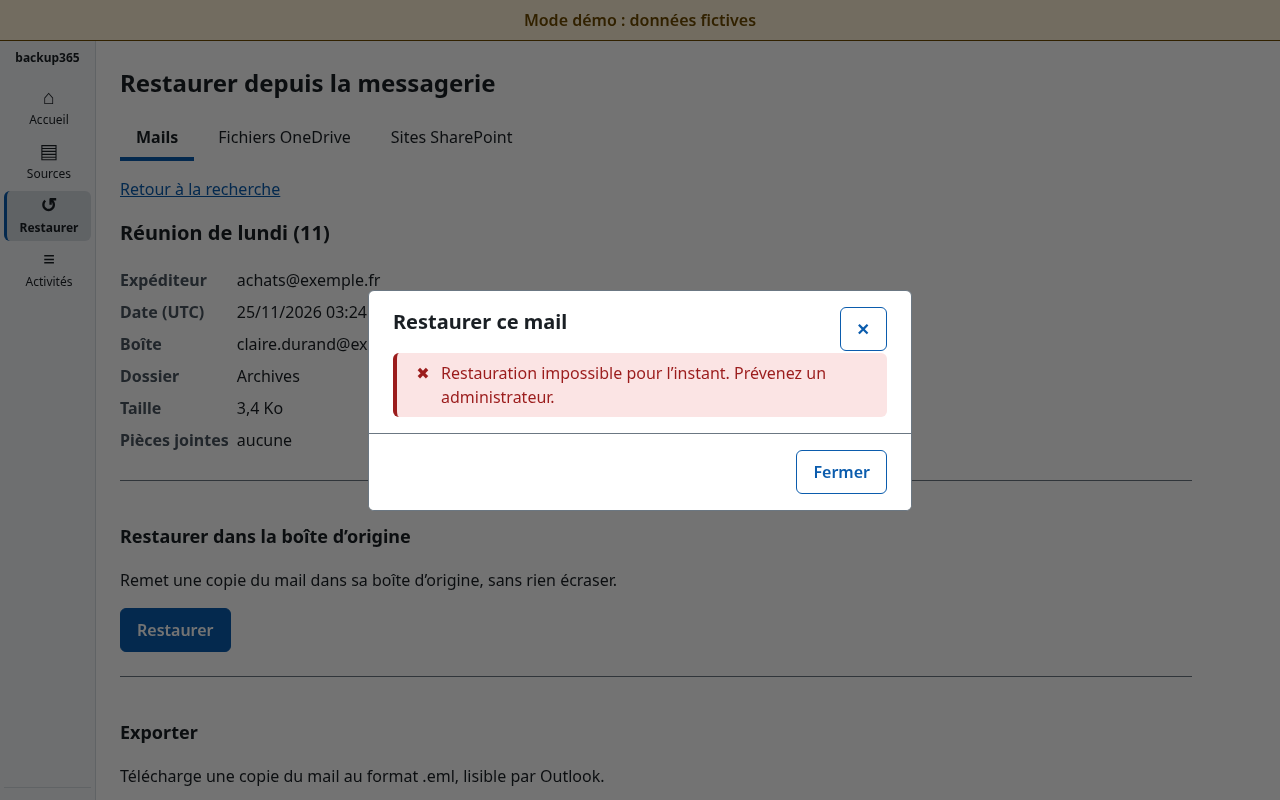 Mode démo : données fictives
backup365
Accueil
Sources
Restaurer
Activités
Restaurer depuis la messagerie
Mails
Fichiers OneDrive
Sites SharePoint
Retour à la recherche
Réunion de lundi (11)
Expéditeur achats@exemple.fr
Date (UTC) 25/11/2026 03:24
Boîte claire.durand@ex
Dossier Archives
Taille 3,4 Ko
Pièces jointes aucune
Restaurer ce mail
×
✖ Restauration impossible pour l’instant. Prévenez un
administrateur.
Fermer
Restaurer dans la boîte d’origine
Remet une copie du mail dans sa boîte d’origine, sans rien écraser.
Restaurer
Exporter
Télécharge une copie du mail au format .eml, lisible par Outlook.